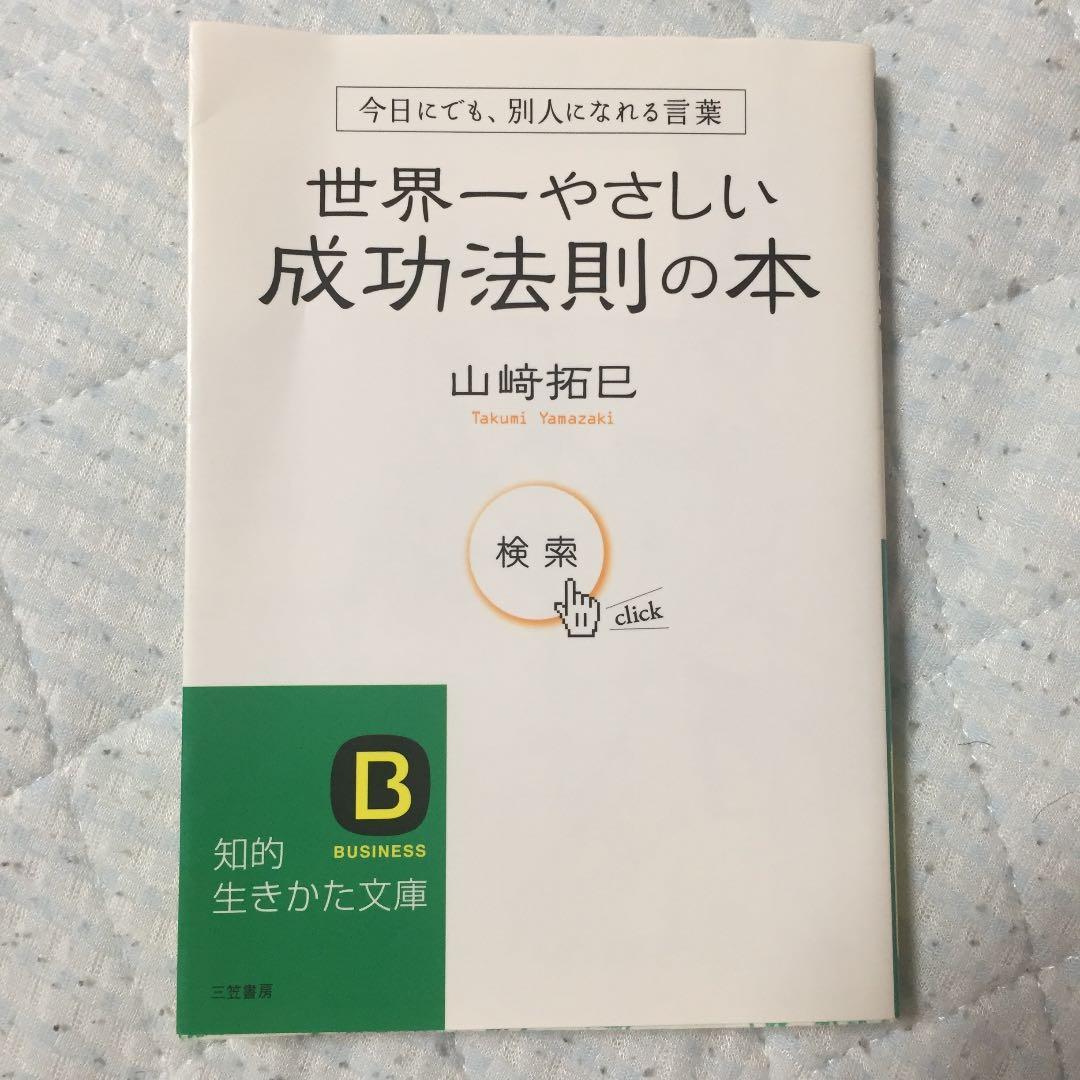 今日にでも、別人になれる言葉
世界一やさしい
成功法則の本
山﨑拓巳
Takumi Yamazaki
検索
click
B
BUSINESS
知的
生きかた文庫
三笠書房